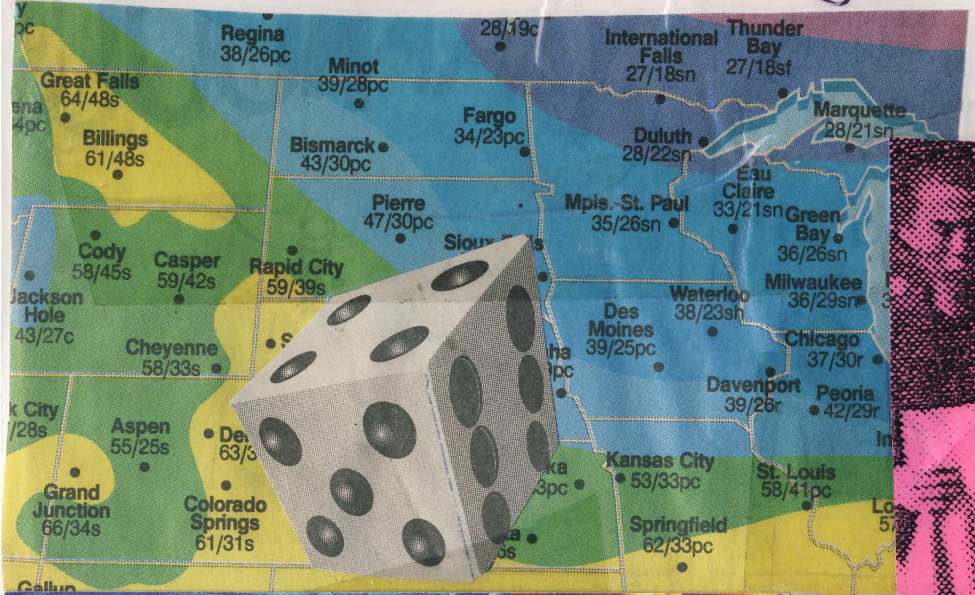 Regina
38/26pc
28/19c
International
Falls
27/18sn
Thunder
Bay
27/18sf
Great Falls
64/48s
Minot
39/28pc
Marquette
28/21sn
Billings
61/48s
Fargo
34/23pc
Bismarck
43/30pc
Duluth
28/22sn
Pierre
47/30pc
Mpls.-St. Paul
35/26sn
Eau
Claire
33/21sn
Green
Bay
36/26sn
Cody
58/45s
Casper
59/42s
Rapid City
59/39s
Sioux
Jackson
Hole
43/27c
Milwaukee
36/29sn
Waterloo
38/23sh
Des
Moines
39/25pc
Chicago
37/30r
Cheyenne
58/33s
Davenport
39/26r
Peoria
42/29r
City
/28s
Aspen
55/25s
Kansas City
53/33pc
St. Louis
58/41pc
Grand
Junction
66/34s
Colorado
Springs
61/31s
Springfield
62/33pc
Gallup